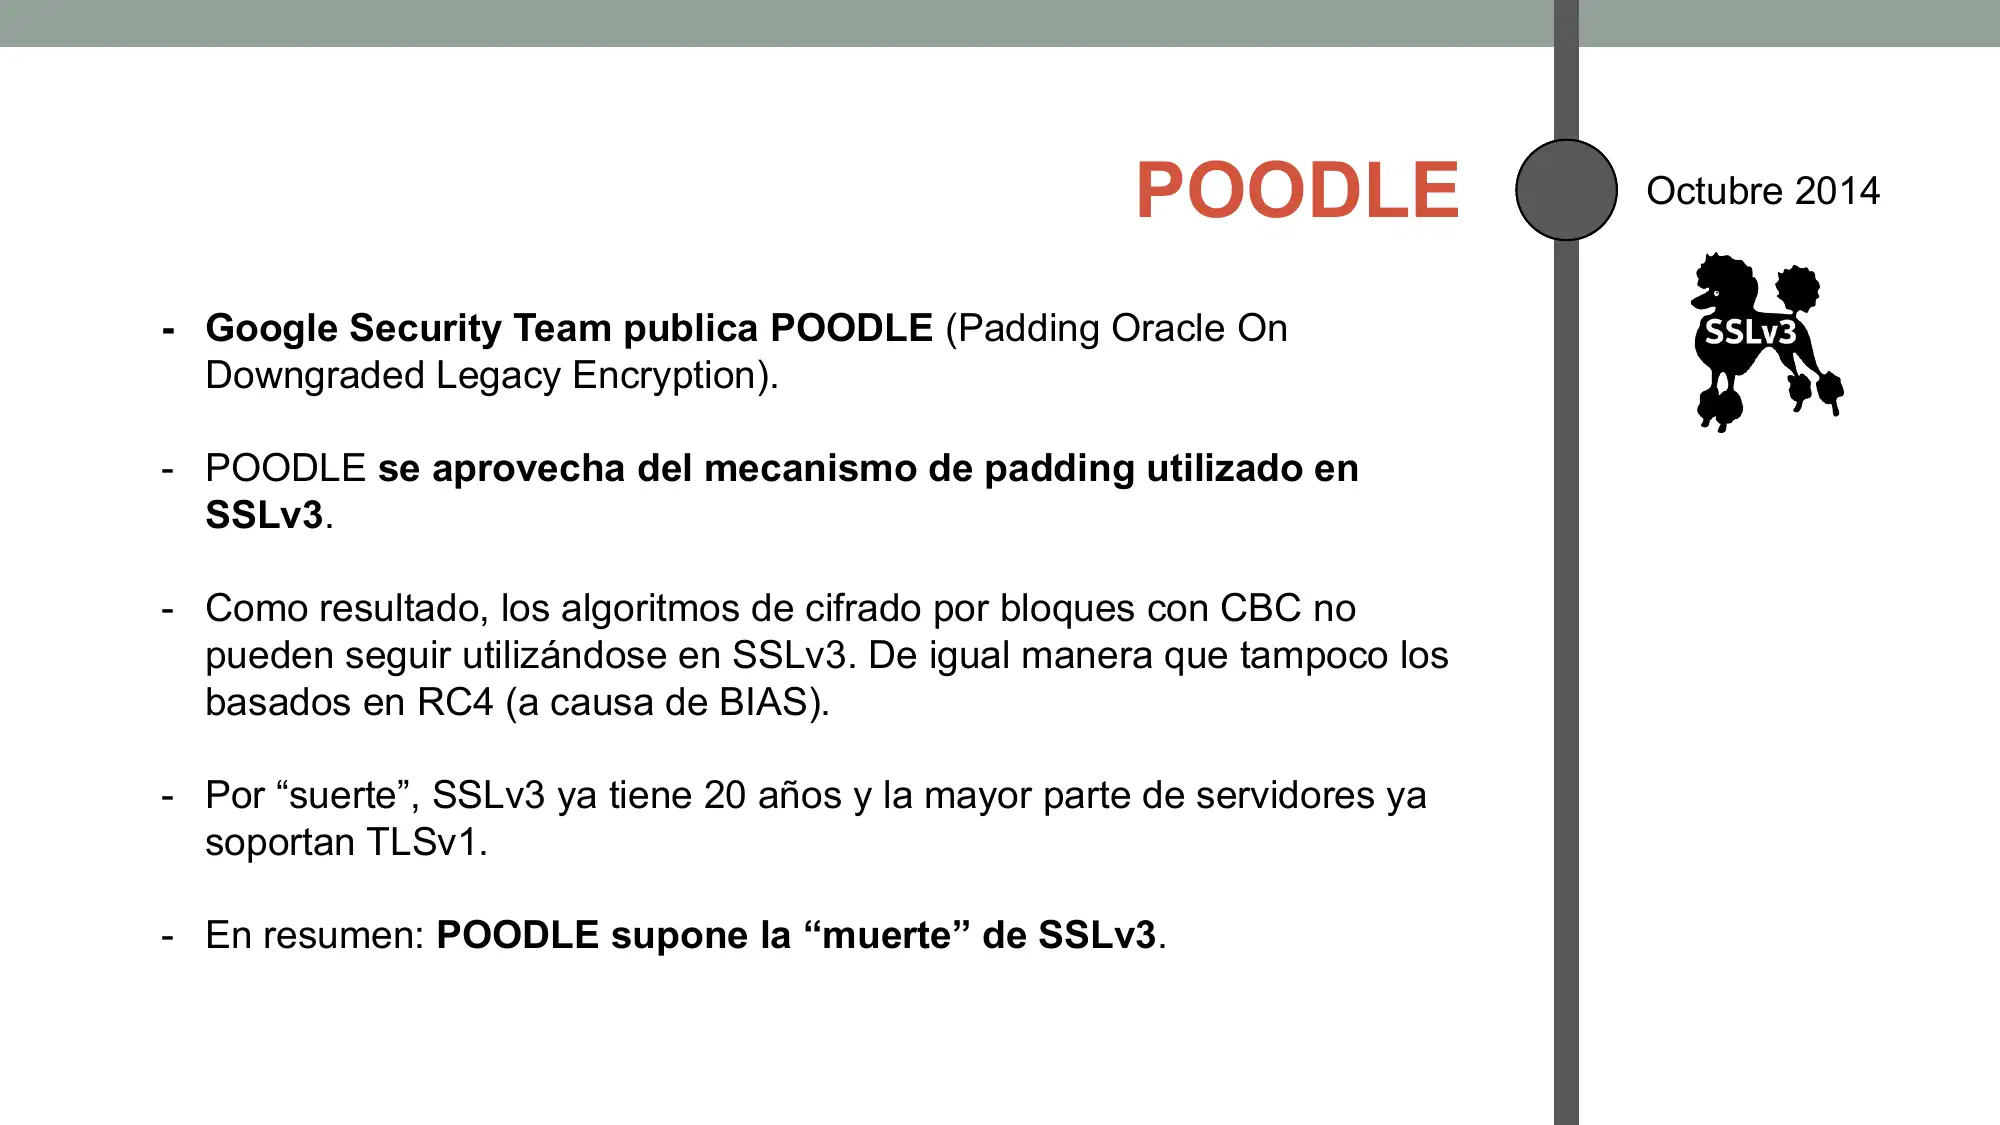 POODLE
Octubre 2014
SSLv3
- Google Security Team publica POODLE (Padding Oracle On
Downgraded Legacy Encryption).
- POODLE se aprovecha del mecanismo de padding utilizado en
SSLv3.
- Como resultado, los algoritmos de cifrado por bloques con CBC no
pueden seguir utilizándose en SSLv3. De igual manera que tampoco los
basados en RC4 (a causa de BIAS).
- Por “suerte”, SSLv3 ya tiene 20 años y la mayor parte de servidores ya
soportan TLSv1.
- En resumen: POODLE supone la “muerte” de SSLv3.